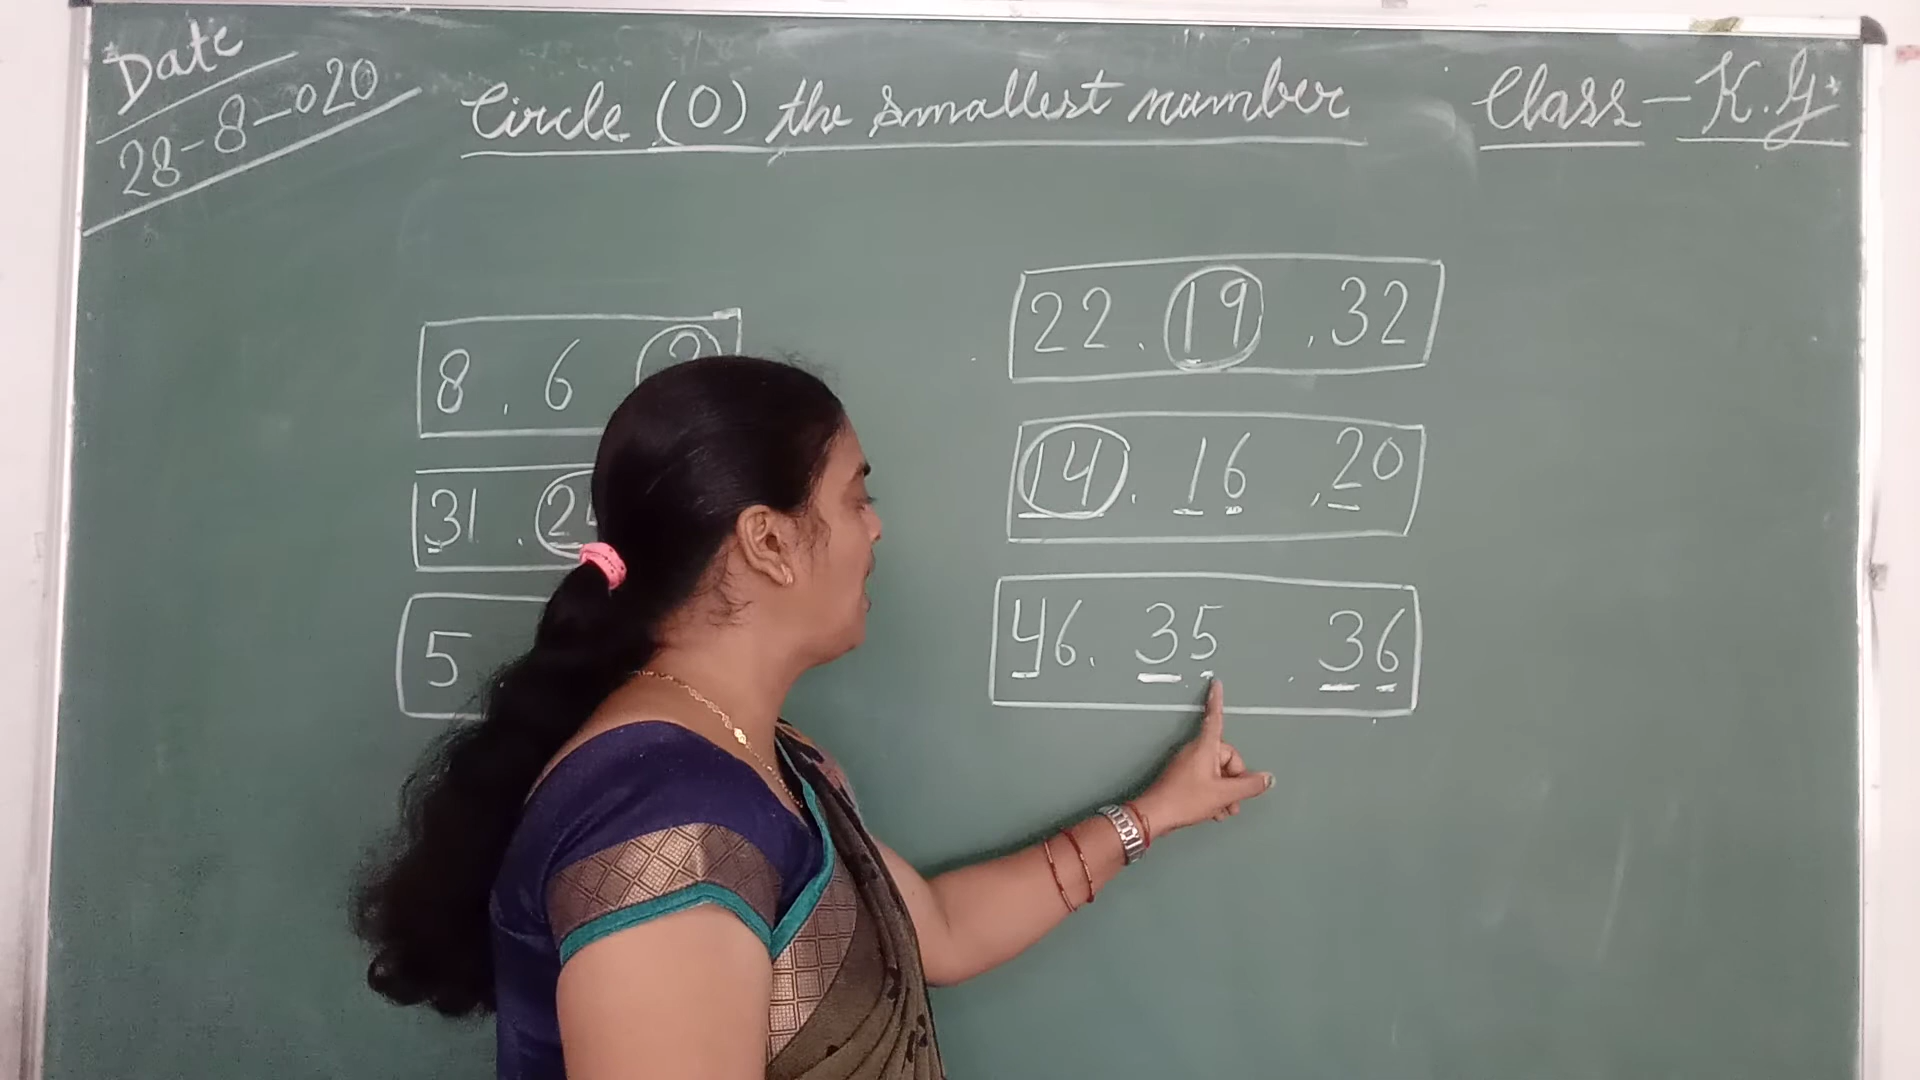 Date
28-8-020
Circle (O) the smallest number
Class - K.G.
8 , 6
31 , 2
5
22 , 19 , 32
14 , 16 , 20
46 , 35 , 36